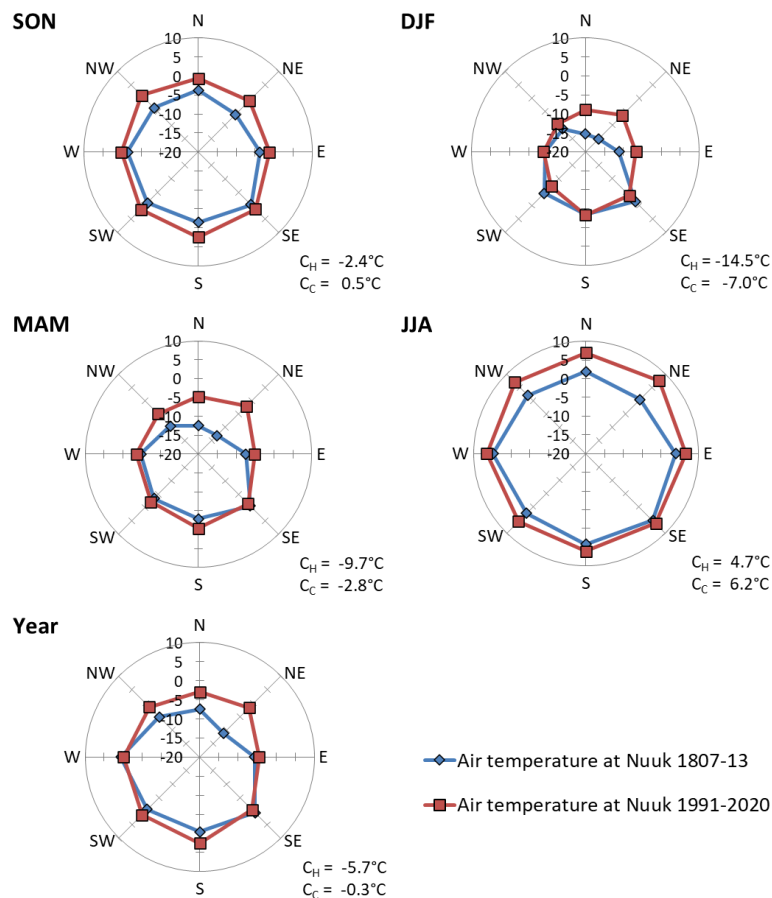 SON
N
NE
E
SE
S
SW
W
NW
10
5
0
-5
-10
-15
-20
C_H = -2.4°C
C_C = 0.5°C
DJF
N
NE
E
SE
S
SW
W
NW
10
5
0
-5
-10
-15
-20
C_H = -14.5°C
C_C = -7.0°C
MAM
N
NE
E
SE
S
SW
W
NW
10
5
0
-5
-10
-15
-20
C_H = -9.7°C
C_C = -2.8°C
JJA
N
NE
E
SE
S
SW
W
NW
10
5
0
-5
-10
-15
-20
C_H = 4.7°C
C_C = 6.2°C
Year
N
NE
E
SE
S
SW
W
NW
10
5
0
-5
-10
-15
-20
C_H = -5.7°C
C_C = -0.3°C
Air temperature at Nuuk 1807-13
Air temperature at Nuuk 1991-2020